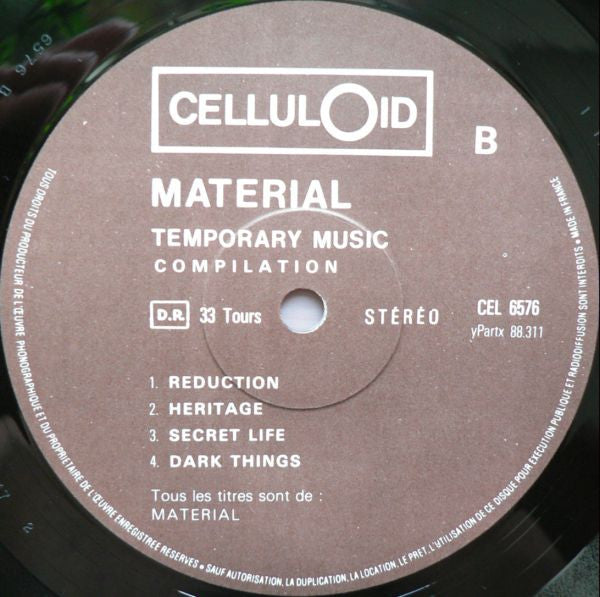 CELLULOID
B
MATERIAL
TEMPORARY MUSIC
COMPILATION
D.R. 33 Tours STÉRÉO CEL 6576
yPartx 88.311
1. REDUCTION
2. HERITAGE
3. SECRET LIFE
4. DARK THINGS
Tous les titres sont de :
MATERIAL
TOUS DROITS DU PRODUCTEUR DE L'ŒUVRE PHONOGRAPHIQUE ET DU PROPRIETAIRE DE L'ŒUVRE ENREGISTREE RESERVES • SAUF AUTORISATION, LA DUPLICATION, LA LOCATION, LE PRET, L'UTILISATION DE CE DISQUE POUR EXECUTION PUBLIQUE ET RADIODIFFUSION SONT INTERDITS • MADE IN FRANCE
6576